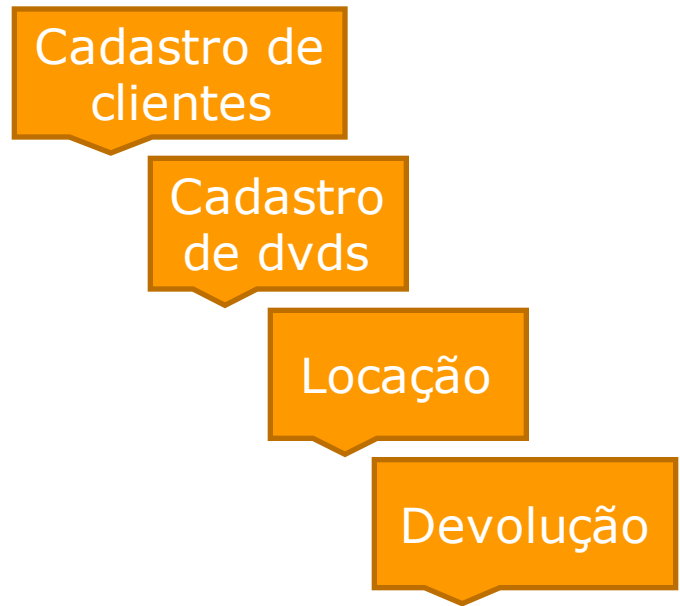 Cadastro de
clientes
Cadastro
de dvds
Locação
Devolução